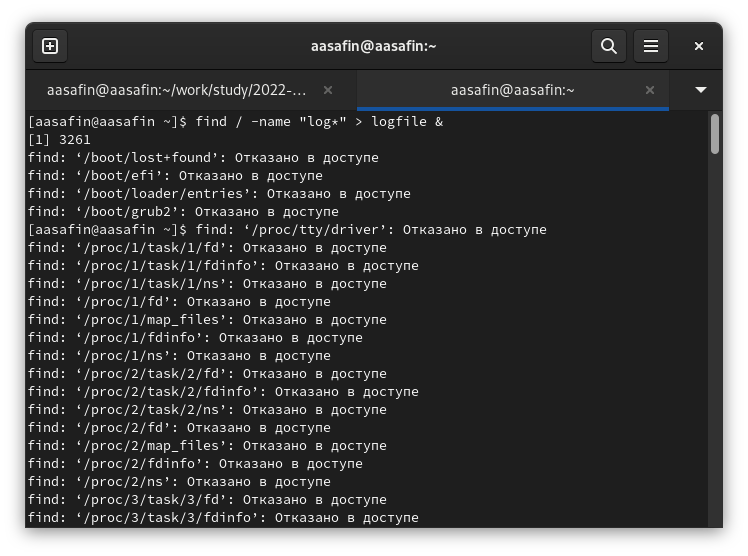 aasafin@aasafin:~
aasafin@aasafin:~/work/study/2022-...
aasafin@aasafin:~
[aasafin@aasafin ~]$ find / -name "log*" > logfile &
[1] 3261
find: ‘/boot/lost+found’: Отказано в доступе
find: ‘/boot/efi’: Отказано в доступе
find: ‘/boot/loader/entries’: Отказано в доступе
find: ‘/boot/grub2’: Отказано в доступе
[aasafin@aasafin ~]$ find: ‘/proc/tty/driver’: Отказано в доступе
find: ‘/proc/1/task/1/fd’: Отказано в доступе
find: ‘/proc/1/task/1/fdinfo’: Отказано в доступе
find: ‘/proc/1/task/1/ns’: Отказано в доступе
find: ‘/proc/1/fd’: Отказано в доступе
find: ‘/proc/1/map_files’: Отказано в доступе
find: ‘/proc/1/fdinfo’: Отказано в доступе
find: ‘/proc/1/ns’: Отказано в доступе
find: ‘/proc/2/task/2/fd’: Отказано в доступе
find: ‘/proc/2/task/2/fdinfo’: Отказано в доступе
find: ‘/proc/2/task/2/ns’: Отказано в доступе
find: ‘/proc/2/fd’: Отказано в доступе
find: ‘/proc/2/map_files’: Отказано в доступе
find: ‘/proc/2/fdinfo’: Отказано в доступе
find: ‘/proc/2/ns’: Отказано в доступе
find: ‘/proc/3/task/3/fd’: Отказано в доступе
find: ‘/proc/3/task/3/fdinfo’: Отказано в доступе